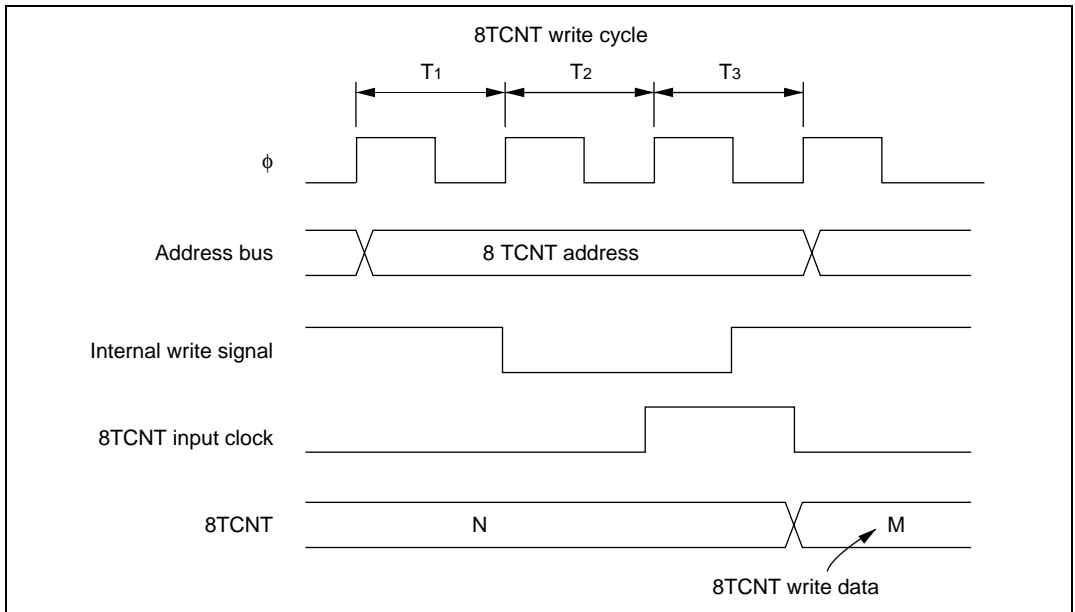 8TCNT write cycle
T1 T2 T3
φ
Address bus
8 TCNT address
Internal write signal
8TCNT input clock
8TCNT
N
M
8TCNT write data